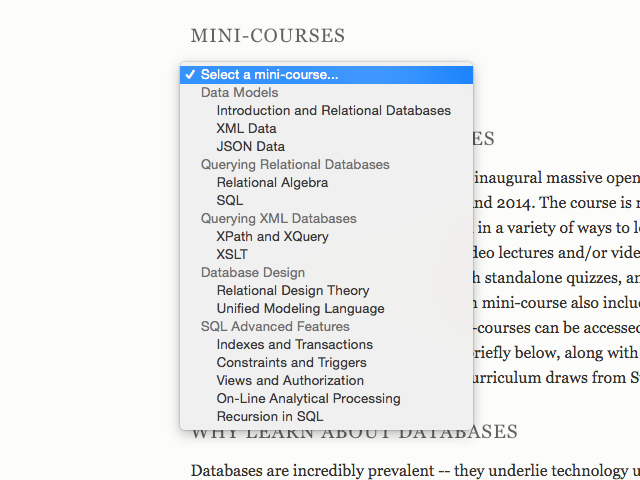 MINI-COURSES
✓ Select a mini-course...
Data Models
Introduction and Relational Databases
XML Data
JSON Data
ES
Querying Relational Databases
inaugural massive open
Relational Algebra
SQL
nd 2014. The course is
Querying XML Databases
in a variety of ways to
XPath and XQuery
XSLT
deo lectures and/or vide
Database Design
h standalone quizzes, an
Relational Design Theory
mini-course also inclu
Unified Modeling Language
SQL Advanced Features
-courses can be accessed
Indexes and Transactions
riefly below, along with
Constraints and Triggers
Views and Authorization
urriculum draws from S
On-Line Analytical Processing
Recursion in SQL
WHY LEARN ABOUT DATABASES
Databases are incredibly prevalent -- they underlie technology u